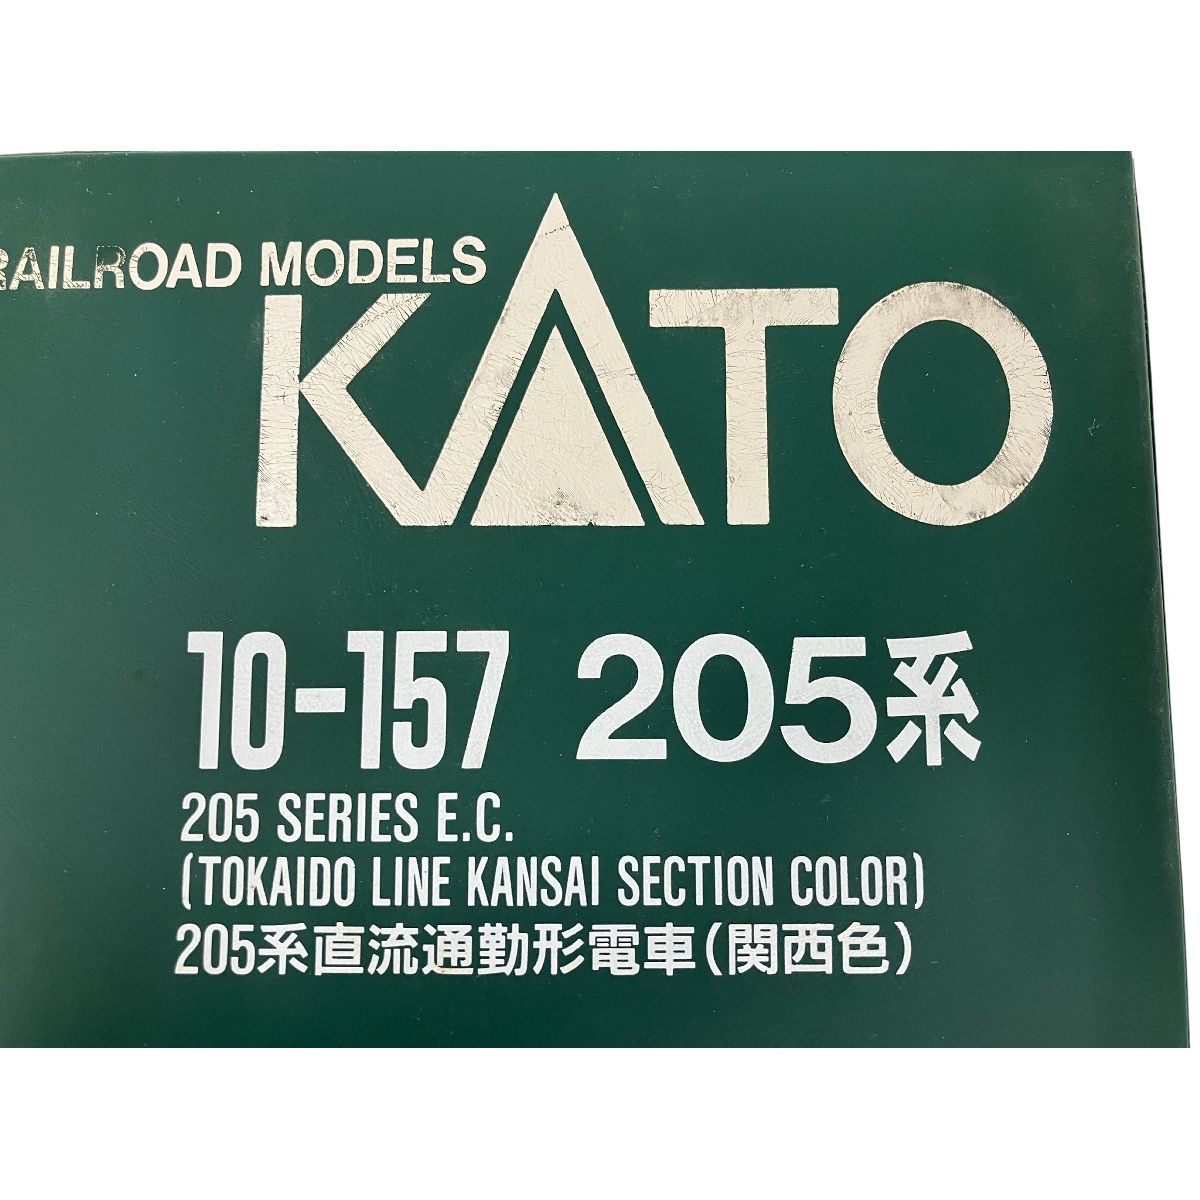 RAILROAD MODELS
KATO
10-157 205系
205 SERIES E.C.
(TOKAIDO LINE KANSAI SECTION COLOR)
205系直流通勤形電車(関西色)